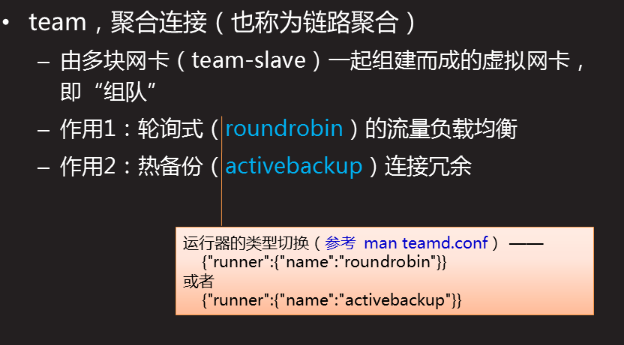 • team，聚合连接（也称为链路聚合）
– 由多块网卡（team-slave）一起组建而成的虚拟网卡，
即“组队”
– 作用1：轮询式（roundrobin）的流量负载均衡
– 作用2：热备份（activebackup）连接冗余
运行器的类型切换（参考 man teamd.conf） ——
{"runner":{"name":"roundrobin"}}
或者
{"runner":{"name":"activebackup"}}